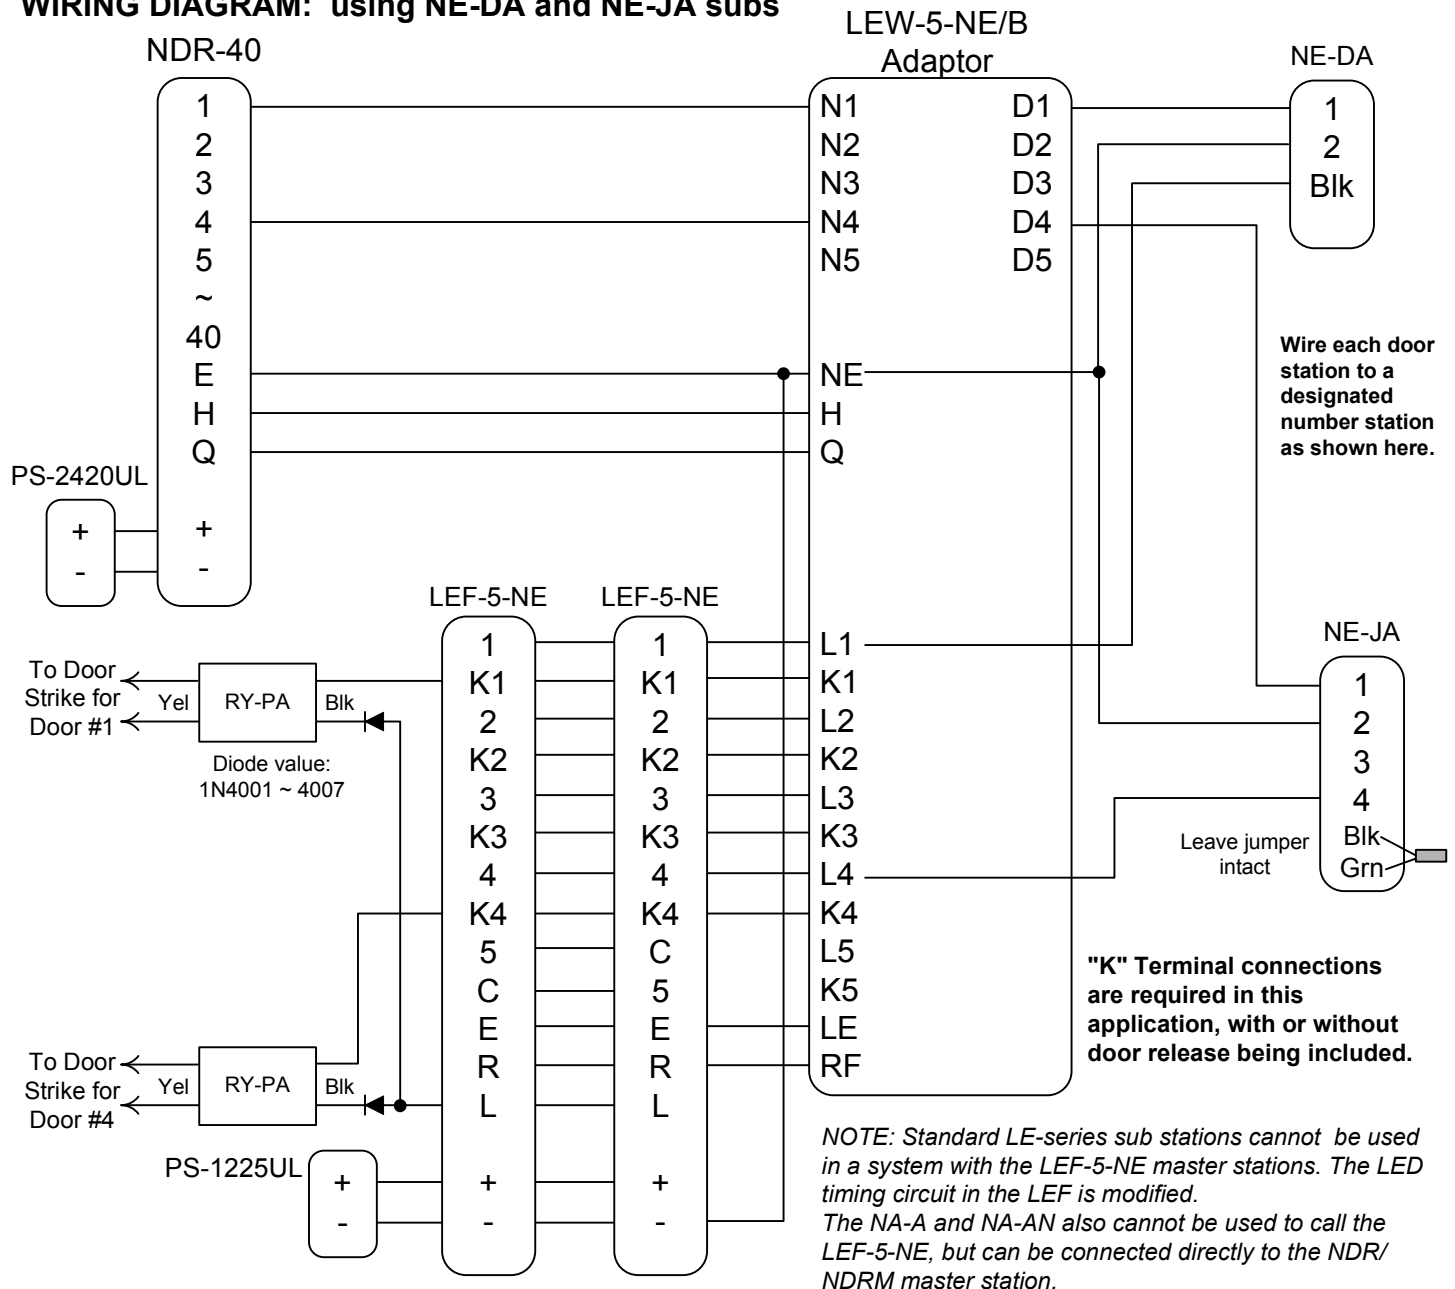 WIRING DIAGRAM: using NE-DA and NE-JA subs
NDR-40
1
2
3
4
5
~
40
E
H
Q
+
-
PS-2420UL
+
-
LEW-5-NE/B
Adaptor
N1 D1
N2 D2
N3 D3
N4 D4
N5 D5
NE
H
Q
L1
K1
L2
K2
L3
K3
L4
K4
L5
K5
LE
RF
NE-DA
1
2
Blk
Wire each door
station to a
designated
number station
as shown here.
NE-JA
1
2
3
4
Blk
Grn
Leave jumper
intact
"K" Terminal connections
are required in this
application, with or without
door release being included.
LEF-5-NE
1
K1
2
K2
3
K3
4
K4
5
C
E
R
L
+
-
LEF-5-NE
1
K1
2
K2
3
K3
4
K4
C
5
E
R
L
+
-
To Door
Strike for
Door #1
Yel
RY-PA
Blk
Diode value:
1N4001 ~ 4007
To Door
Strike for
Door #4
Yel
RY-PA
Blk
PS-1225UL
+
-
NOTE: Standard LE-series sub stations cannot be used
in a system with the LEF-5-NE master stations. The LED
timing circuit in the LEF is modified.
The NA-A and NA-AN also cannot be used to call the
LEF-5-NE, but can be connected directly to the NDR/
NDRM master station.